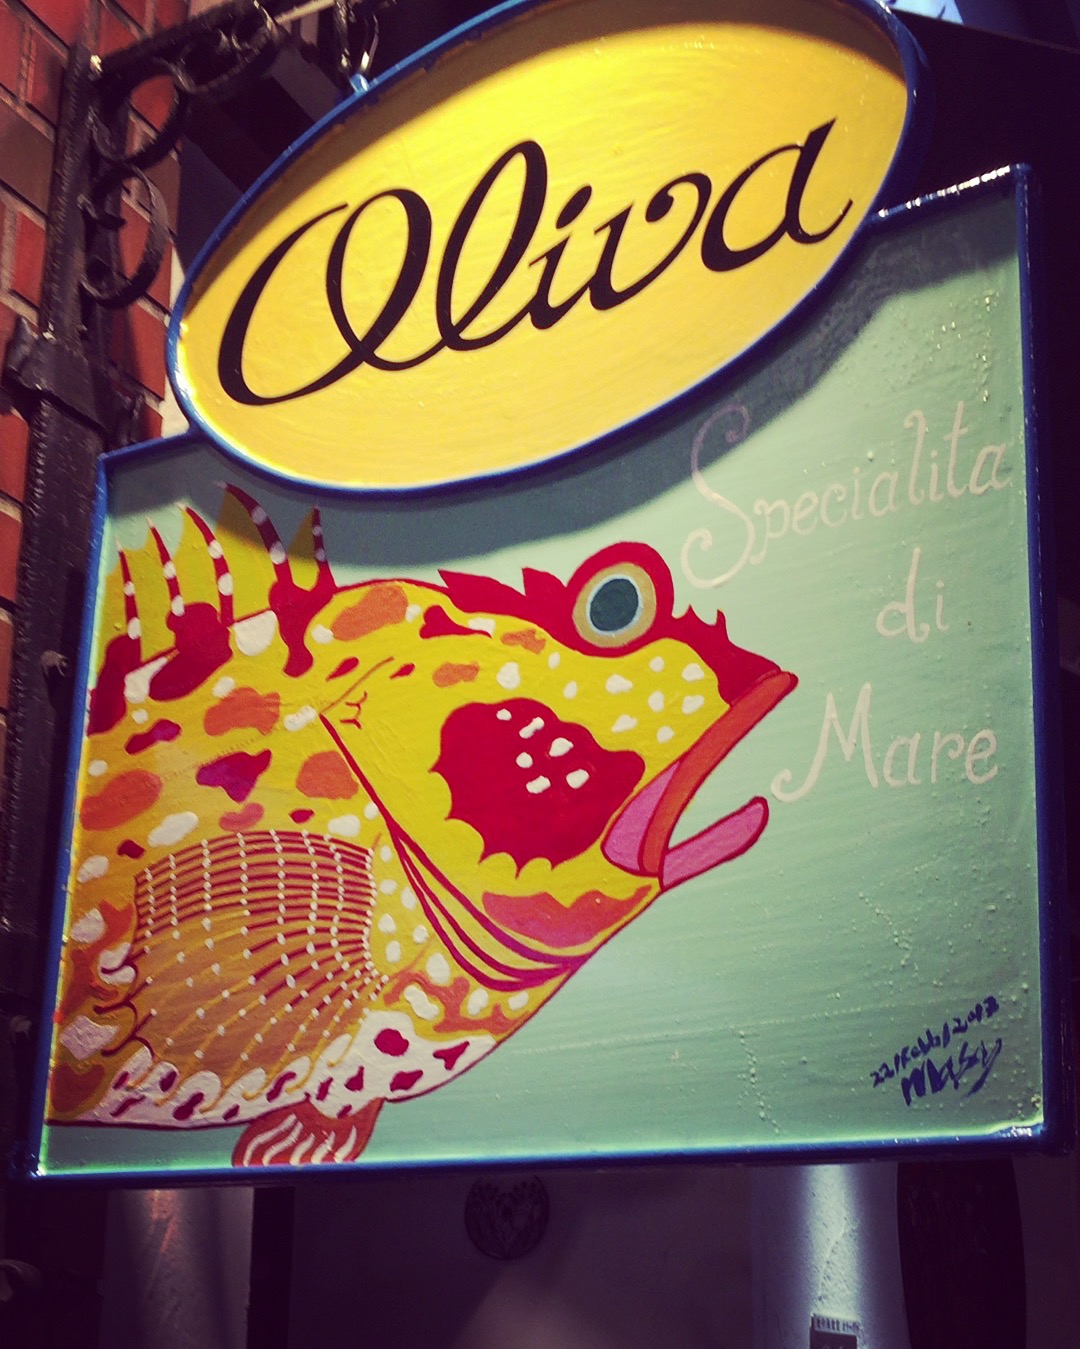 Oliva
Specialita
di
Mare